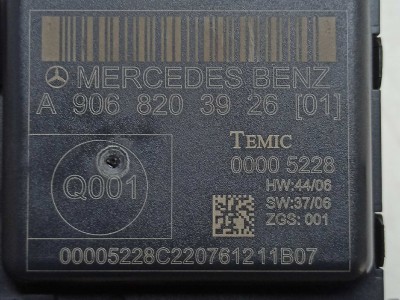 MERCEDES BENZ
A 906 820 39 26 [01]
TEMIC
0000 5228
Q001
HW:44/06
SW:37/06
ZGS: 001
00005228C220761211B07